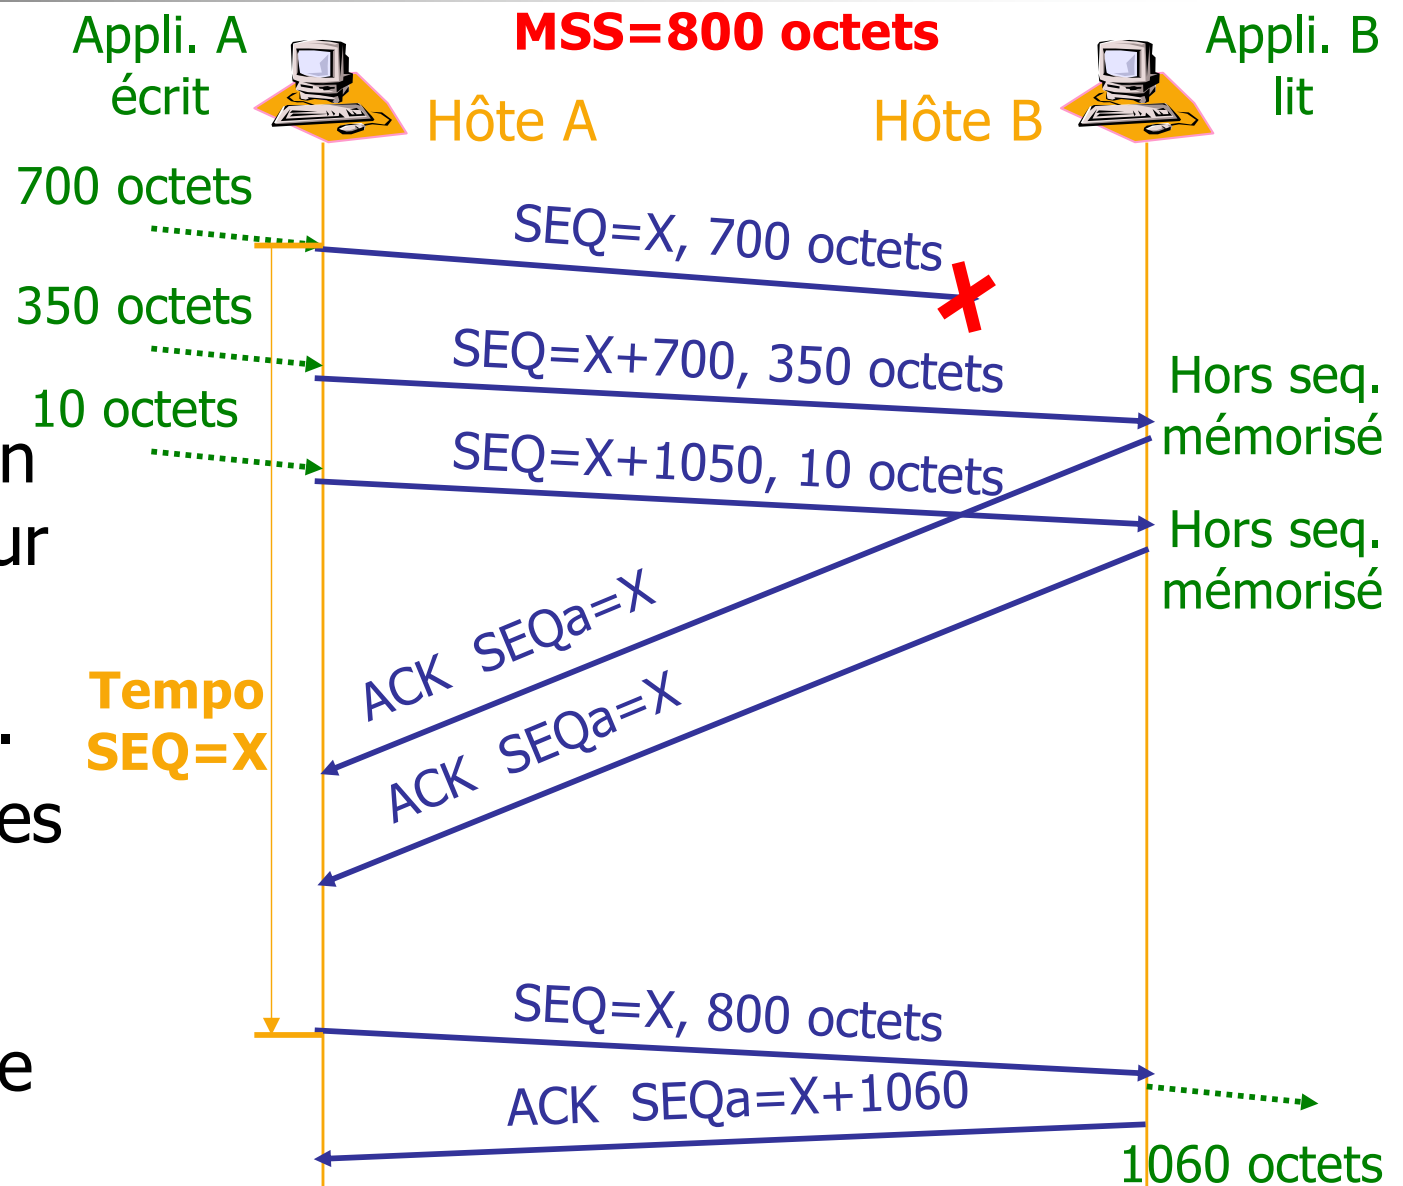 Appli. A
écrit
MSS=800 octets
Appli. B
lit
Hôte A
Hôte B
700 octets
SEQ=X, 700 octets
350 octets
SEQ=X+700, 350 octets
Hors seq.
mémorisé
10 octets
n
SEQ=X+1050, 10 octets
ur
Hors seq.
mémorisé
ACK SEQa=X
Tempo
SEQ=X
.
ACK SEQa=X
es
SEQ=X, 800 octets
e
ACK SEQa=X+1060
1060 octets